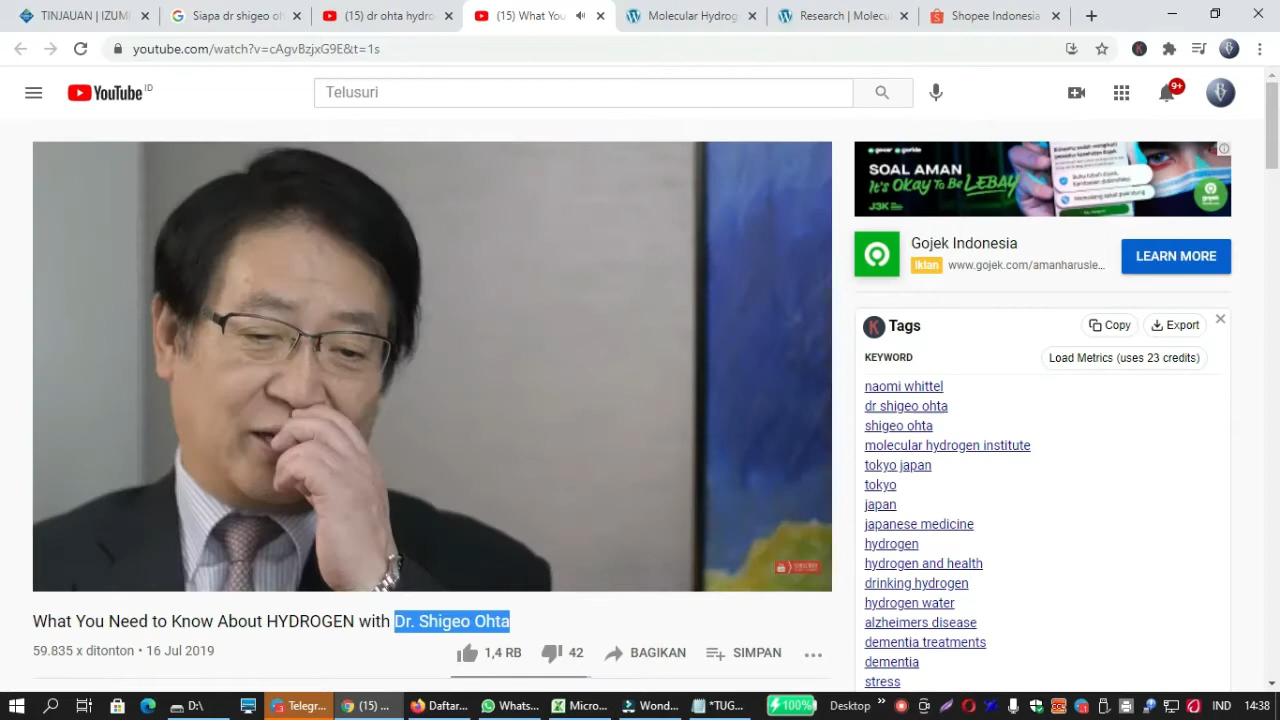 TINJAUAN | IZUMI
Siapa dr shigeo oh
(15) dr ohta hydro
(15) What You
Molecular Hydrog
Research | Molecul
Shopee Indonesia
youtube.com/watch?v=cAgvBzjxG9E&t=1s
YouTube ID
Telusuri
9+
SOAL AMAN
It's OKAY To Be LEBAY
J3K
Gojek Indonesia
Iklan www.gojek.com/amanharusle...
LEARN MORE
K Tags
Copy
Export
KEYWORD
Load Metrics (uses 23 credits)
naomi whittel
dr shigeo ohta
shigeo ohta
molecular hydrogen institute
tokyo japan
tokyo
japan
japanese medicine
hydrogen
hydrogen and health
drinking hydrogen
hydrogen water
alzheimers disease
dementia treatments
dementia
stress
SUBSCRIBE
What You Need to Know About HYDROGEN with Dr. Shigeo Ohta
59.835 x ditonton • 16 Jul 2019
1,4 RB
42
BAGIKAN
SIMPAN
D:\
Telegr...
(15) ...
Daftar...
Whats...
Micro...
Wond...
*TUG...
100%
Desktop
IND
14:38